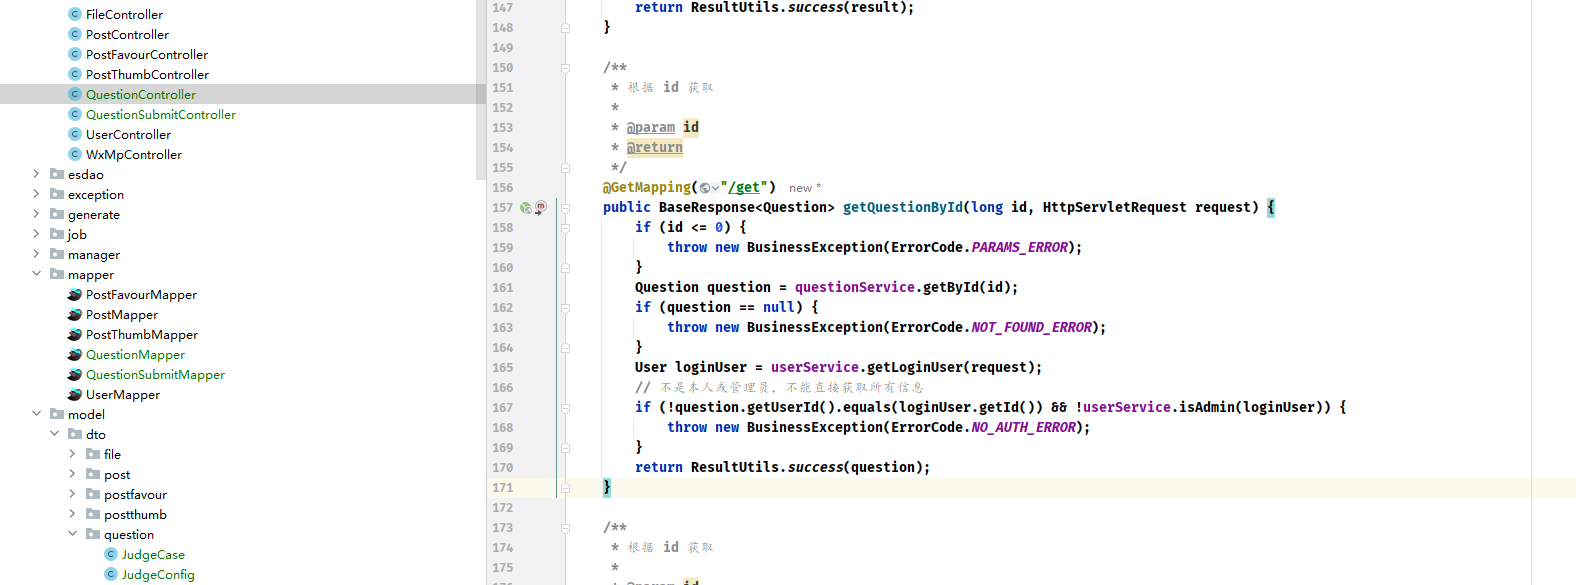 FileController
PostController
PostFavourController
PostThumbController
QuestionController
QuestionSubmitController
UserController
WxMpController
esdao
exception
generate
job
manager
mapper
PostFavourMapper
PostMapper
PostThumbMapper
QuestionMapper
QuestionSubmitMapper
UserMapper
model
dto
file
post
postfavour
postthumb
question
JudgeCase
JudgeConfig
147 return ResultUtils.success(result);
148 }
149
150 /**
151 * 根据 id 获取
152 *
153 * @param id
154 * @return
155 */
156 @GetMapping("/get") new *
157 public BaseResponse<Question> getQuestionById(long id, HttpServletRequest request) {
158 if (id <= 0) {
159 throw new BusinessException(ErrorCode.PARAMS_ERROR);
160 }
161 Question question = questionService.getById(id);
162 if (question == null) {
163 throw new BusinessException(ErrorCode.NOT_FOUND_ERROR);
164 }
165 User loginUser = userService.getLoginUser(request);
166 // 不是本人或管理员，不能直接获取所有信息
167 if (!question.getUserId().equals(loginUser.getId()) && !userService.isAdmin(loginUser)) {
168 throw new BusinessException(ErrorCode.NO_AUTH_ERROR);
169 }
170 return ResultUtils.success(question);
171 }
172
173 /**
174 * 根据 id 获取
175 *